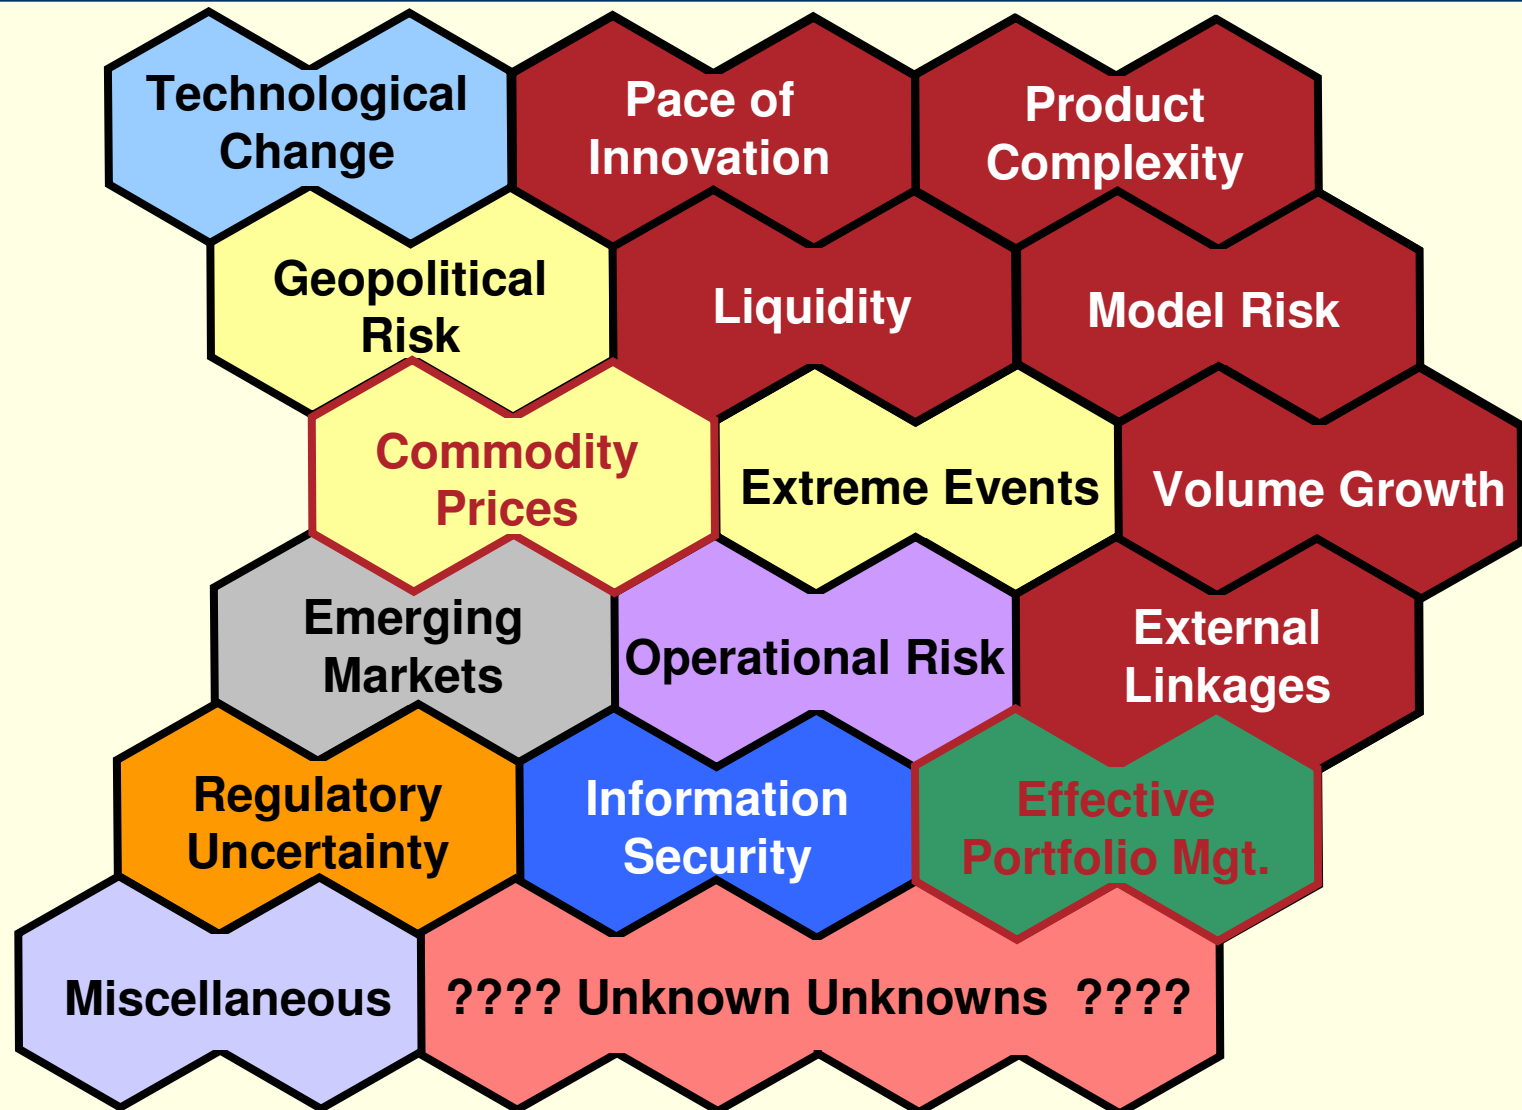 Technological
Change
Pace of
Innovation
Product
Complexity
Geopolitical
Risk
Liquidity
Model Risk
Commodity
Prices
Extreme Events
Volume Growth
Emerging
Markets
Operational Risk
External
Linkages
Regulatory
Uncertainty
Information
Security
Effective
Portfolio Mgt.
Miscellaneous
???? Unknown Unknowns ????